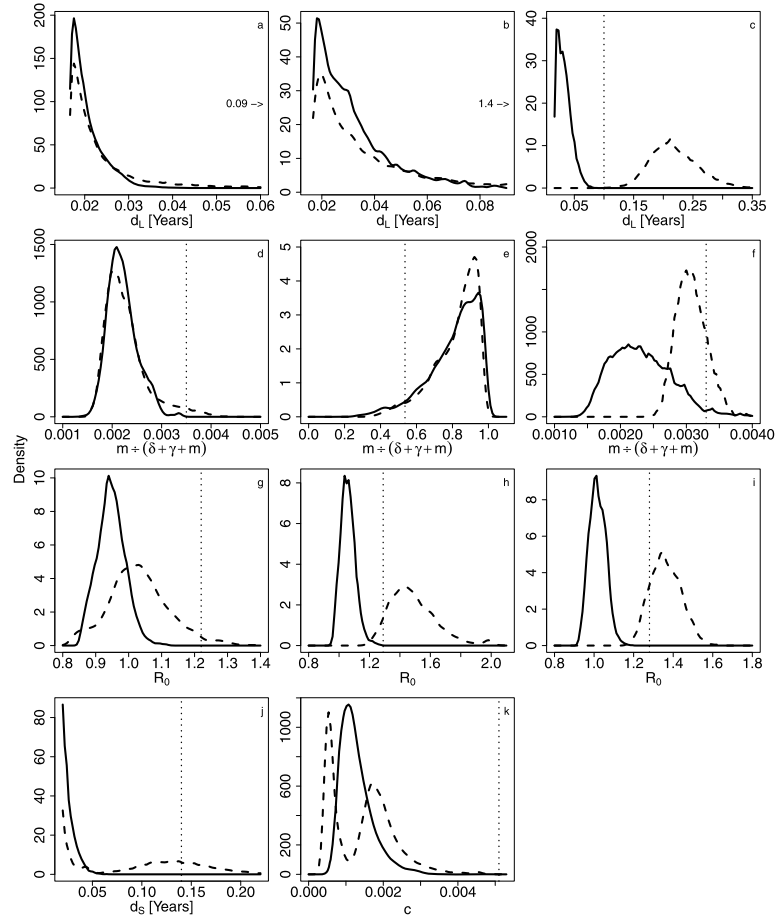 a
0.09 −>
0 50 100 150 200
0.02 0.03 0.04 0.05 0.06
dL [Years]
b
1.4 −>
0 10 20 30 40 50
0.02 0.04 0.06 0.08
dL [Years]
c
0 10 20 30 40
0.05 0.15 0.25 0.35
dL [Years]
d
0 500 1000 1500
0.001 0.002 0.003 0.004 0.005
m ÷ (δ + γ + m)
e
0 1 2 3 4 5
0.0 0.2 0.4 0.6 0.8 1.0
m ÷ (δ + γ + m)
f
0 500 1000 2000
0.0010 0.0020 0.0030 0.0040
m ÷ (δ + γ + m)
Density
g
0 2 4 6 8 10
0.8 0.9 1.0 1.1 1.2 1.3 1.4
R0
h
0 2 4 6 8
0.8 1.2 1.6 2.0
R0
i
0 2 4 6 8
0.8 1.0 1.2 1.4 1.6 1.8
R0
j
0 20 40 60 80
0.05 0.10 0.15 0.20
dS [Years]
k
0 200 600 1000
0.000 0.002 0.004
c